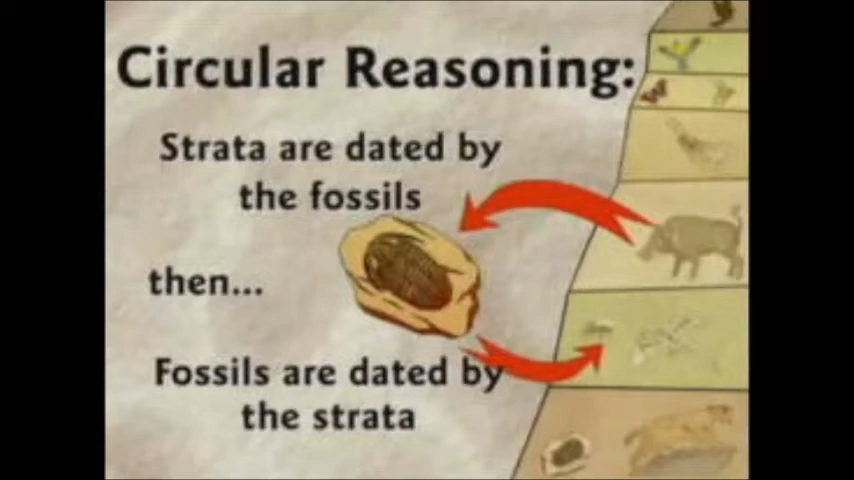 Circular Reasoning:
Strata are dated by
the fossils
then...
Fossils are dated by
the strata